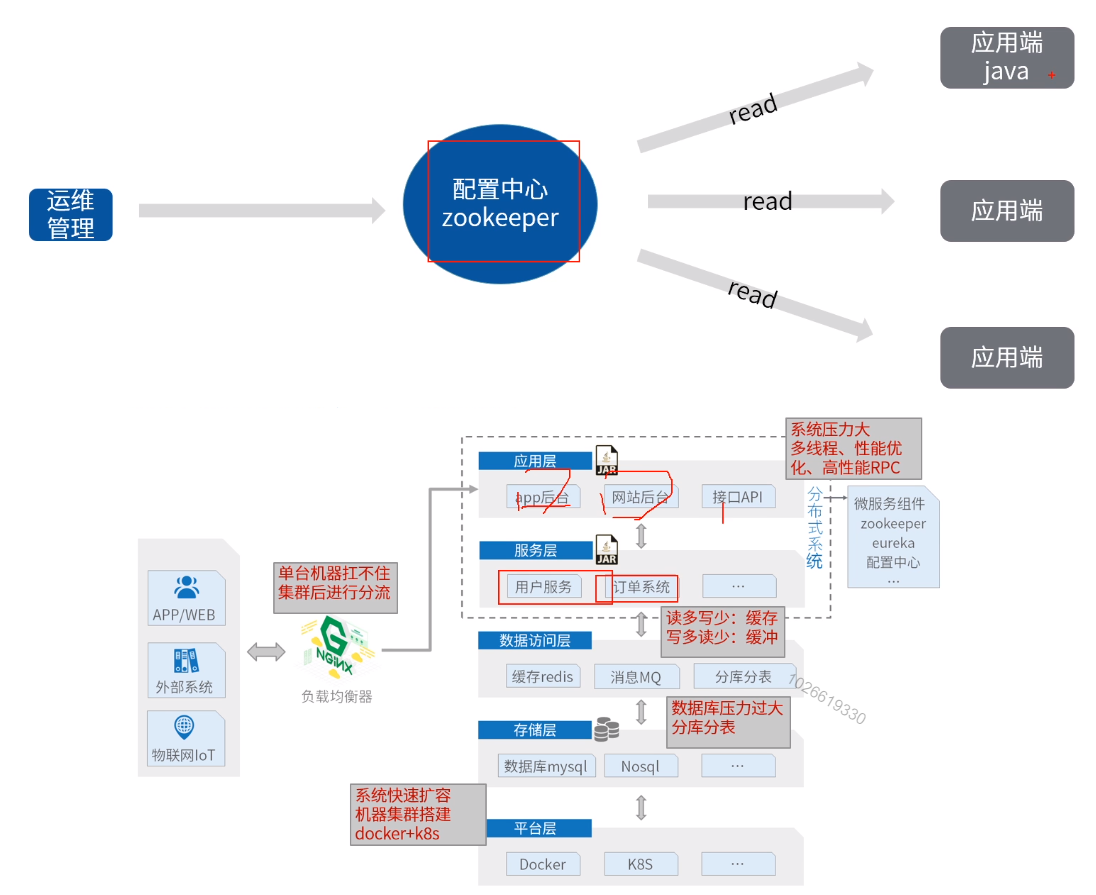 应用端
java
read
配置中心
zookeeper
运维
管理
read
应用端
read
应用端
系统压力大
多线程、性能优
化、高性能RPC
应用层
JAR
app后台
网站后台
接口API
分布式系统
微服务组件
zookeeper
eureka
配置中心
...
服务层
JAR
用户服务
订单系统
...
单台机器扛不住
集群后进行分流
APP/WEB
外部系统
物联网IoT
NGINX
负载均衡器
读多写少：缓存
写多读少：缓冲
数据访问层
缓存redis
消息MQ
分库分表
1026619330
数据库压力过大
分库分表
存储层
数据库mysql
Nosql
...
系统快速扩容
机器集群搭建
docker+k8s
平台层
Docker
K8S
...